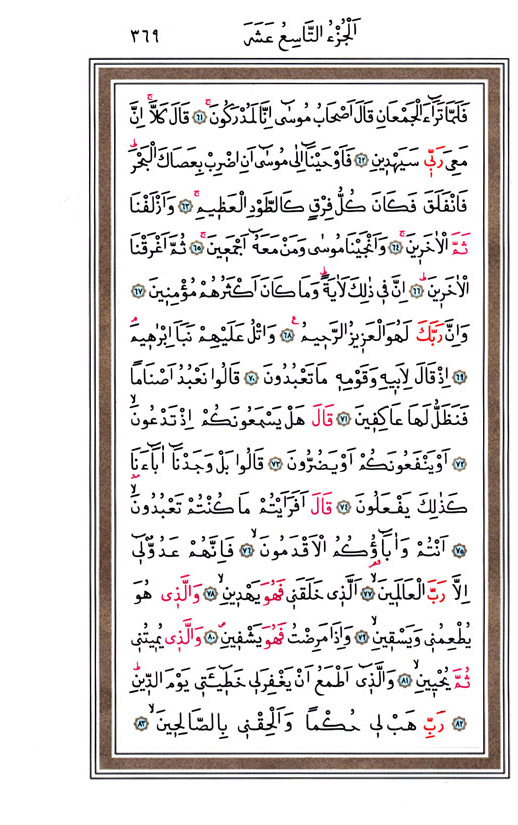 اَلْجُزْءُ التَّاسِعُ عَشَرَ ٣٦٩
فَلَمَّا تَرَٓاءَ الْجَمْعَانِ قَالَ اَصْحَابُ مُوسٰٓى اِنَّا لَمُدْرَكُونَۚ ﴿٦١﴾ قَالَ كَلَّاۚ اِنَّ
مَعِيَ رَبّ۪ي سَيَهْد۪ينِ ﴿٦٢﴾ فَاَوْحَيْنَٓا اِلٰى مُوسٰٓى اَنِ اضْرِبْ بِعَصَاكَ الْبَحْرَۜ
فَانْفَلَقَ فَكَانَ كُلُّ فِرْقٍ كَالطَّوْدِ الْعَظ۪يمِۚ ﴿٦٣﴾ وَاَزْلَفْنَا
ثَمَّ الْاٰخَر۪ينَۚ ﴿٦٤﴾ وَاَنْجَيْنَا مُوسٰى وَمَنْ مَعَهُٓ اَجْمَع۪ينَۚ ﴿٦٥﴾ ثُمَّ اَغْرَقْنَا
الْاٰخَر۪ينَۜ ﴿٦٦﴾ اِنَّ ف۪ي ذٰلِكَ لَاٰيَةًۜ وَمَا كَانَ اَكْثَرُهُمْ مُؤْمِن۪ينَ ﴿٦٧﴾
وَاِنَّ رَبَّكَ لَهُوَ الْعَز۪يزُ الرَّح۪يمُ۟ ﴿٦٨﴾ وَاتْلُ عَلَيْهِمْ نَبَاَ اِبْرٰه۪يمَۢ
﴿٦٩﴾ اِذْ قَالَ لِاَب۪يهِ وَقَوْمِه۪ مَا تَعْبُدُونَ ﴿٧٠﴾ قَالُوا نَعْبُدُ اَصْنَامًا
فَنَظَلُّ لَهَا عَاكِف۪ينَ ﴿٧١﴾ قَالَ هَلْ يَسْمَعُونَكُمْ اِذْ تَدْعُونَۙ
﴿٧٢﴾ اَوْ يَنْفَعُونَكُمْ اَوْ يَضُرُّونَ ﴿٧٣﴾ قَالُوا بَلْ وَجَدْنَٓا اٰبَٓاءَنَا
كَذٰلِكَ يَفْعَلُونَ ﴿٧٤﴾ قَالَ اَفَرَاَيْتُمْ مَا كُنْتُمْ تَعْبُدُونَۙ
﴿٧٥﴾ اَنْتُمْ وَاٰبَٓاؤُ۬كُمُ الْاَقْدَمُونَۙ ﴿٧٦﴾ فَاِنَّهُمْ عَدُوٌّ ل۪ٓي
اِلَّا رَبَّ الْعَالَم۪ينَۙ ﴿٧٧﴾ اَلَّذ۪ي خَلَقَن۪ي فَهُوَ يَهْد۪ينِۙ ﴿٧٨﴾ وَالَّذ۪ي هُوَ
يُطْعِمُن۪ي وَيَسْق۪ينِۙ ﴿٧٩﴾ وَاِذَا مَرِضْتُ فَهُوَ يَشْف۪ينِۖ ﴿٨٠﴾ وَالَّذ۪ي يُم۪يتُن۪ي
ثُمَّ يُحْي۪ينِۙ ﴿٨١﴾ وَالَّذ۪ٓي اَطْمَعُ اَنْ يَغْفِرَ ل۪ي خَط۪ٓيـَٔت۪ي يَوْمَ الدّ۪ينِۜ
﴿٨٢﴾ رَبِّ هَبْ ل۪ي حُكْمًا وَاَلْحِقْن۪ي بِالصَّالِح۪ينَۙ ﴿٨٣﴾